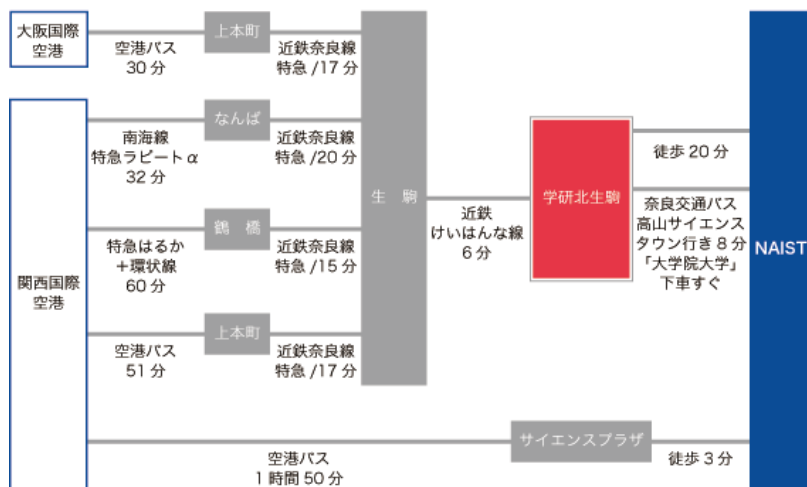 大阪国際
空港
空港バス
30 分
上本町
近鉄奈良線
特急 /17 分
関西国際
空港
南海線
特急ラピートα
32 分
なんば
近鉄奈良線
特急 /20 分
特急はるか
＋環状線
60 分
鶴 橋
近鉄奈良線
特急 /15 分
空港バス
51 分
上本町
近鉄奈良線
特急 /17 分
生 駒
近鉄
けいはんな線
6 分
学研北生駒
徒歩 20 分
奈良交通バス
高山サイエンス
タウン行き 8 分
「大学院大学」
下車すぐ
空港バス
1 時間 50 分
サイエンスプラザ
徒歩 3 分
NAIST